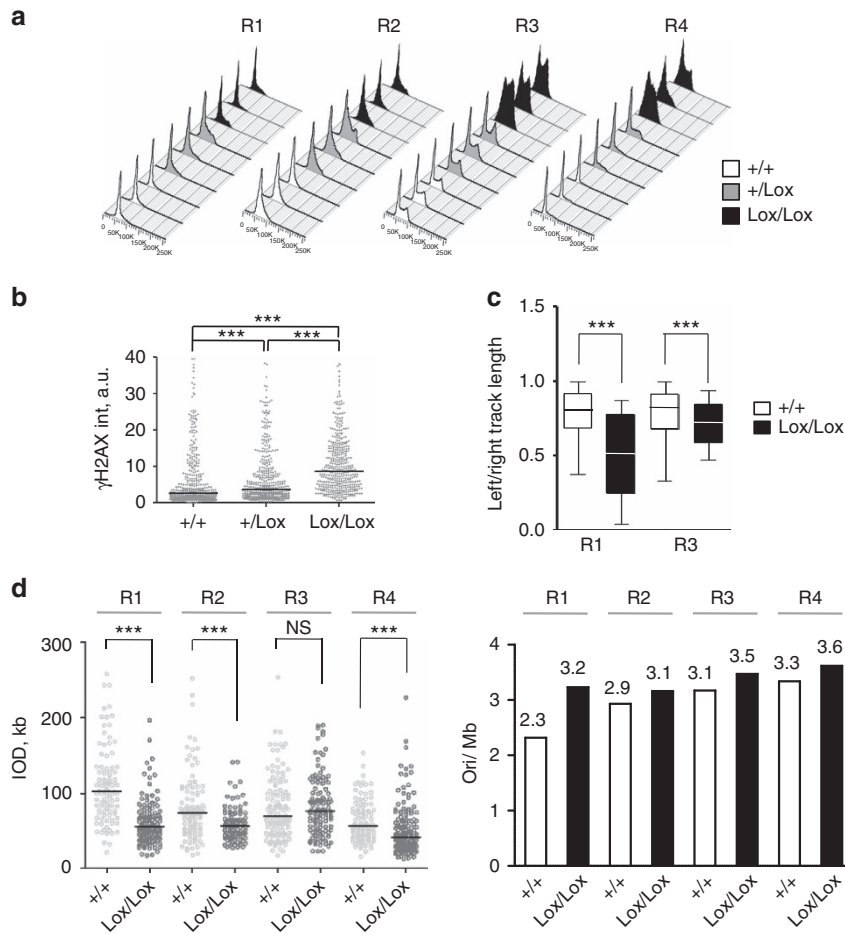 a
R1 R2 R3 R4
0 50K 100K 150K 200K 250K
0 50K 100K 150K 200K 250K
0 50K 100K 150K 200K 250K
0 50K 100K 150K 200K 250K
+/+
+/Lox
Lox/Lox
b
***
*** ***
γH2AX int, a.u.
40
30
20
10
0
+/+ +/Lox Lox/Lox
c
Left/right track length
1.5
1.0
0.5
0.0
*** ***
R1 R3
+/+
Lox/Lox
d
R1 R2 R3 R4
*** *** NS ***
IOD, kb
300
200
100
0
+/+ Lox/Lox +/+ Lox/Lox +/+ Lox/Lox +/+ Lox/Lox
R1 R2 R3 R4
Ori/ Mb
4
3
2
1
0
2.3 3.2 2.9 3.1 3.1 3.5 3.3 3.6
+/+ Lox/Lox +/+ Lox/Lox +/+ Lox/Lox +/+ Lox/Lox